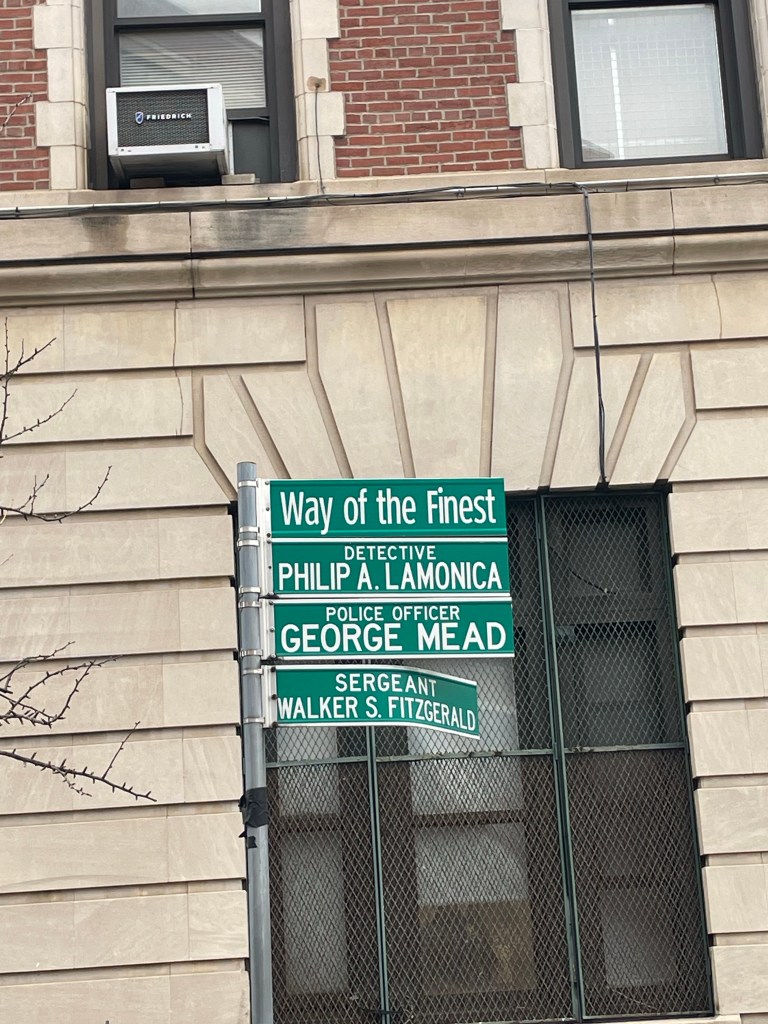 FRIEDRICH
Way of the Finest
DETECTIVE
PHILIP A. LAMONICA
POLICE OFFICER
GEORGE MEAD
SERGEANT
WALKER S. FITZGERALD